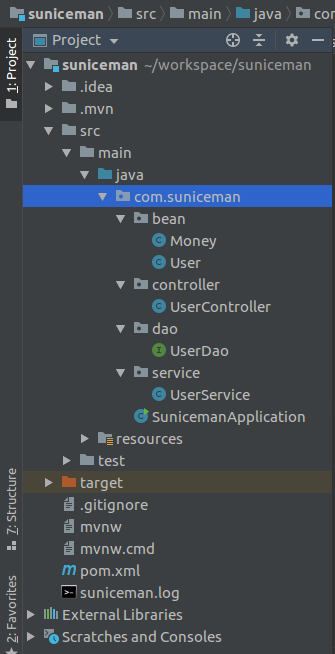 suniceman src main java co
1: Project
Project
suniceman ~/workspace/suniceman
.idea
.mvn
src
main
java
com.suniceman
bean
Money
User
controller
UserController
dao
UserDao
service
UserService
SunicemanApplication
resources
test
target
.gitignore
mvnw
mvnw.cmd
pom.xml
suniceman.log
External Libraries
Scratches and Consoles
7: Structure
2: Favorites